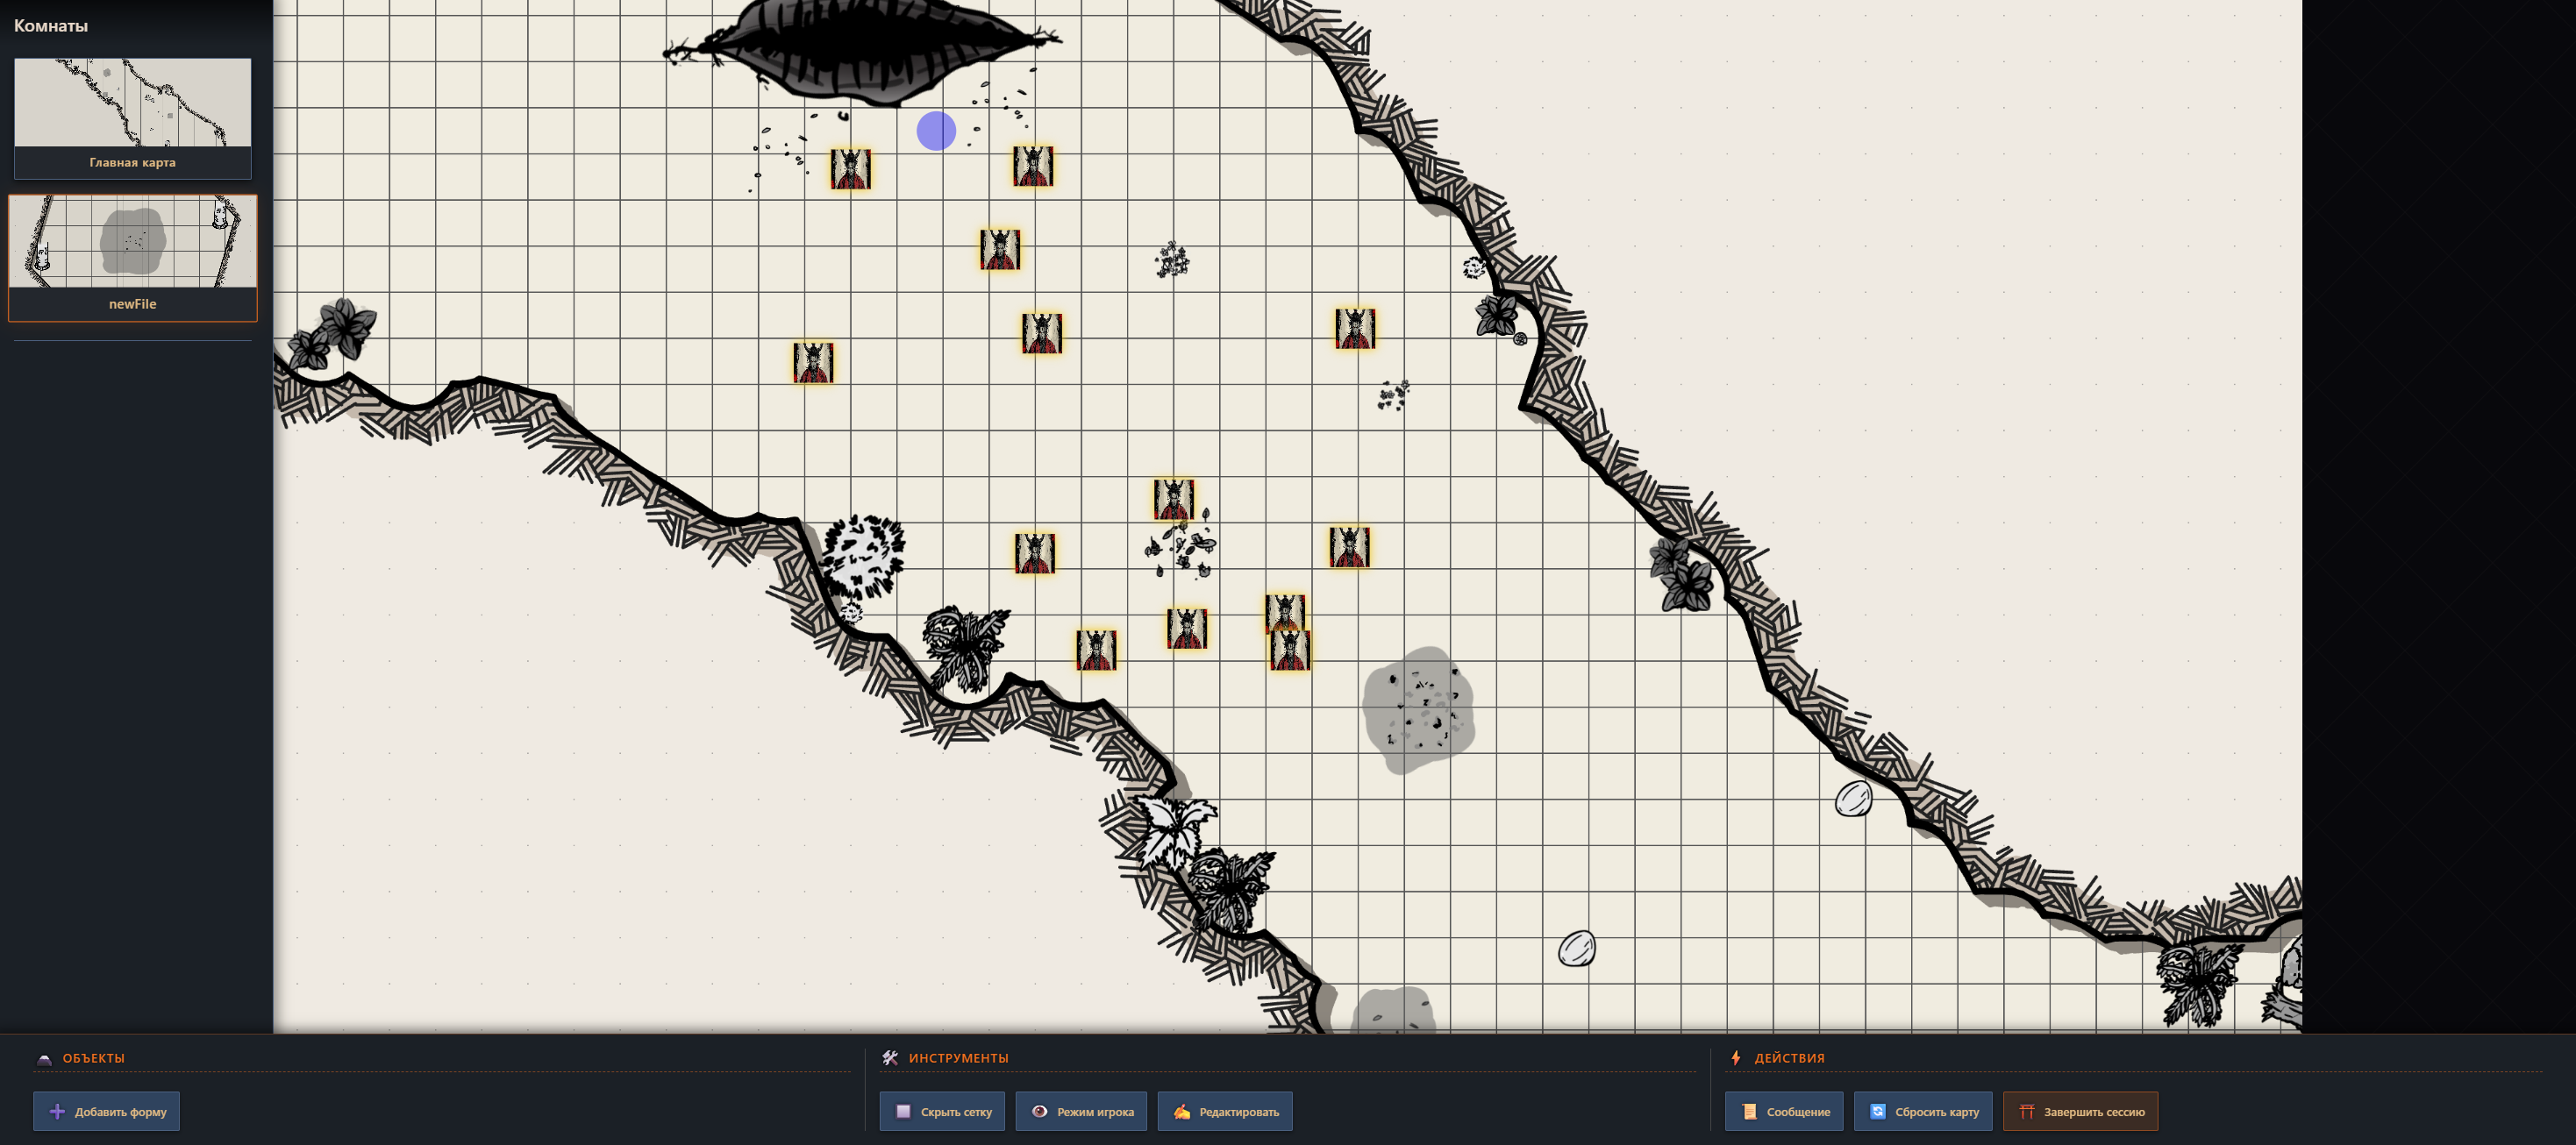 Комнаты
Главная карта
newFile
ОБЪЕКТЫ
Добавить форму
ИНСТРУМЕНТЫ
Скрыть сетку
Режим игрока
Редактировать
ДЕЙСТВИЯ
Сообщение
Сбросить карту
Завершить сессию